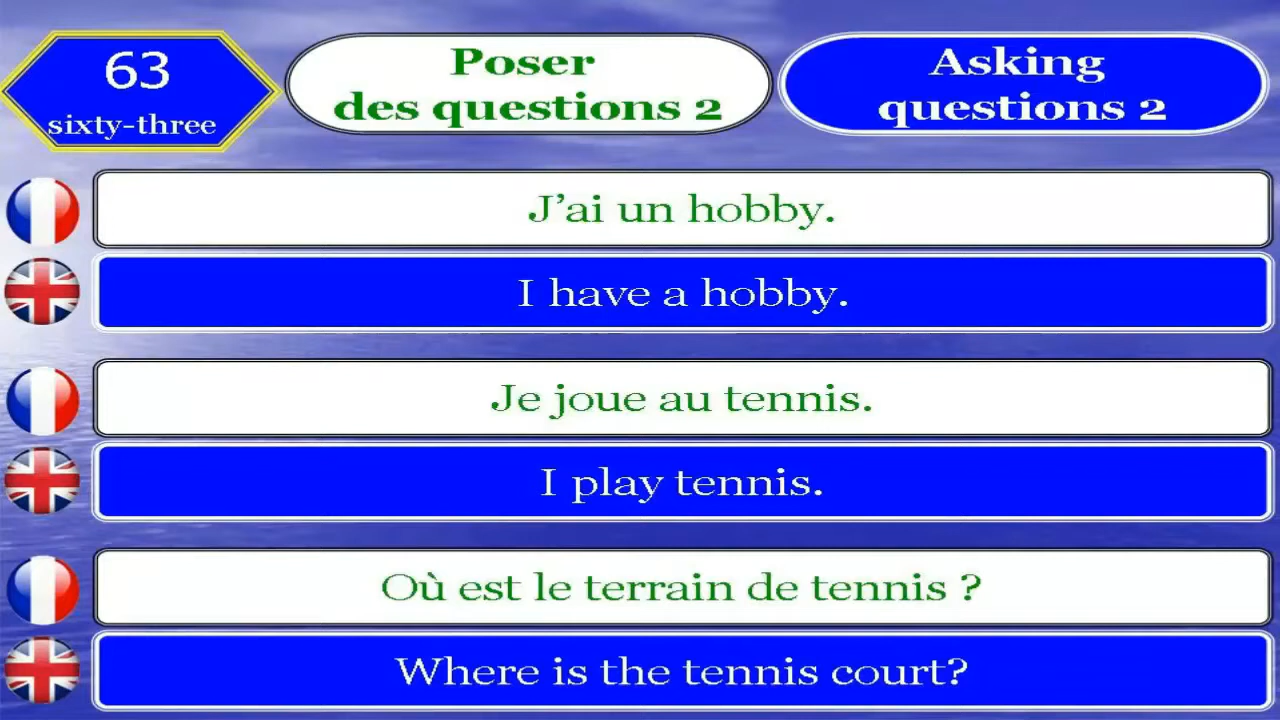 63
sixty-three
Poser
des questions 2
Asking
questions 2
J’ai un hobby.
I have a hobby.
Je joue au tennis.
I play tennis.
Où est le terrain de tennis ?
Where is the tennis court?